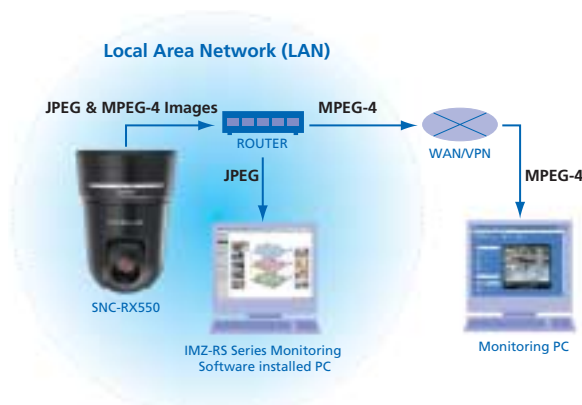 Local Area Network (LAN)
JPEG & MPEG-4 Images
MPEG-4
ROUTER
WAN/VPN
JPEG
MPEG-4
SNC-RX550
IMZ-RS Series Monitoring
Software installed PC
Monitoring PC